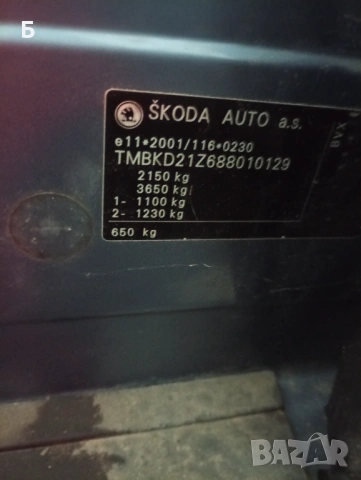 Б
ŠKODA AUTO a.s.
e11*2001/116*0230
TMBKD21Z688010129
2150 kg
3650 kg
1- 1100 kg
2- 1230 kg
650 kg
BAZAR